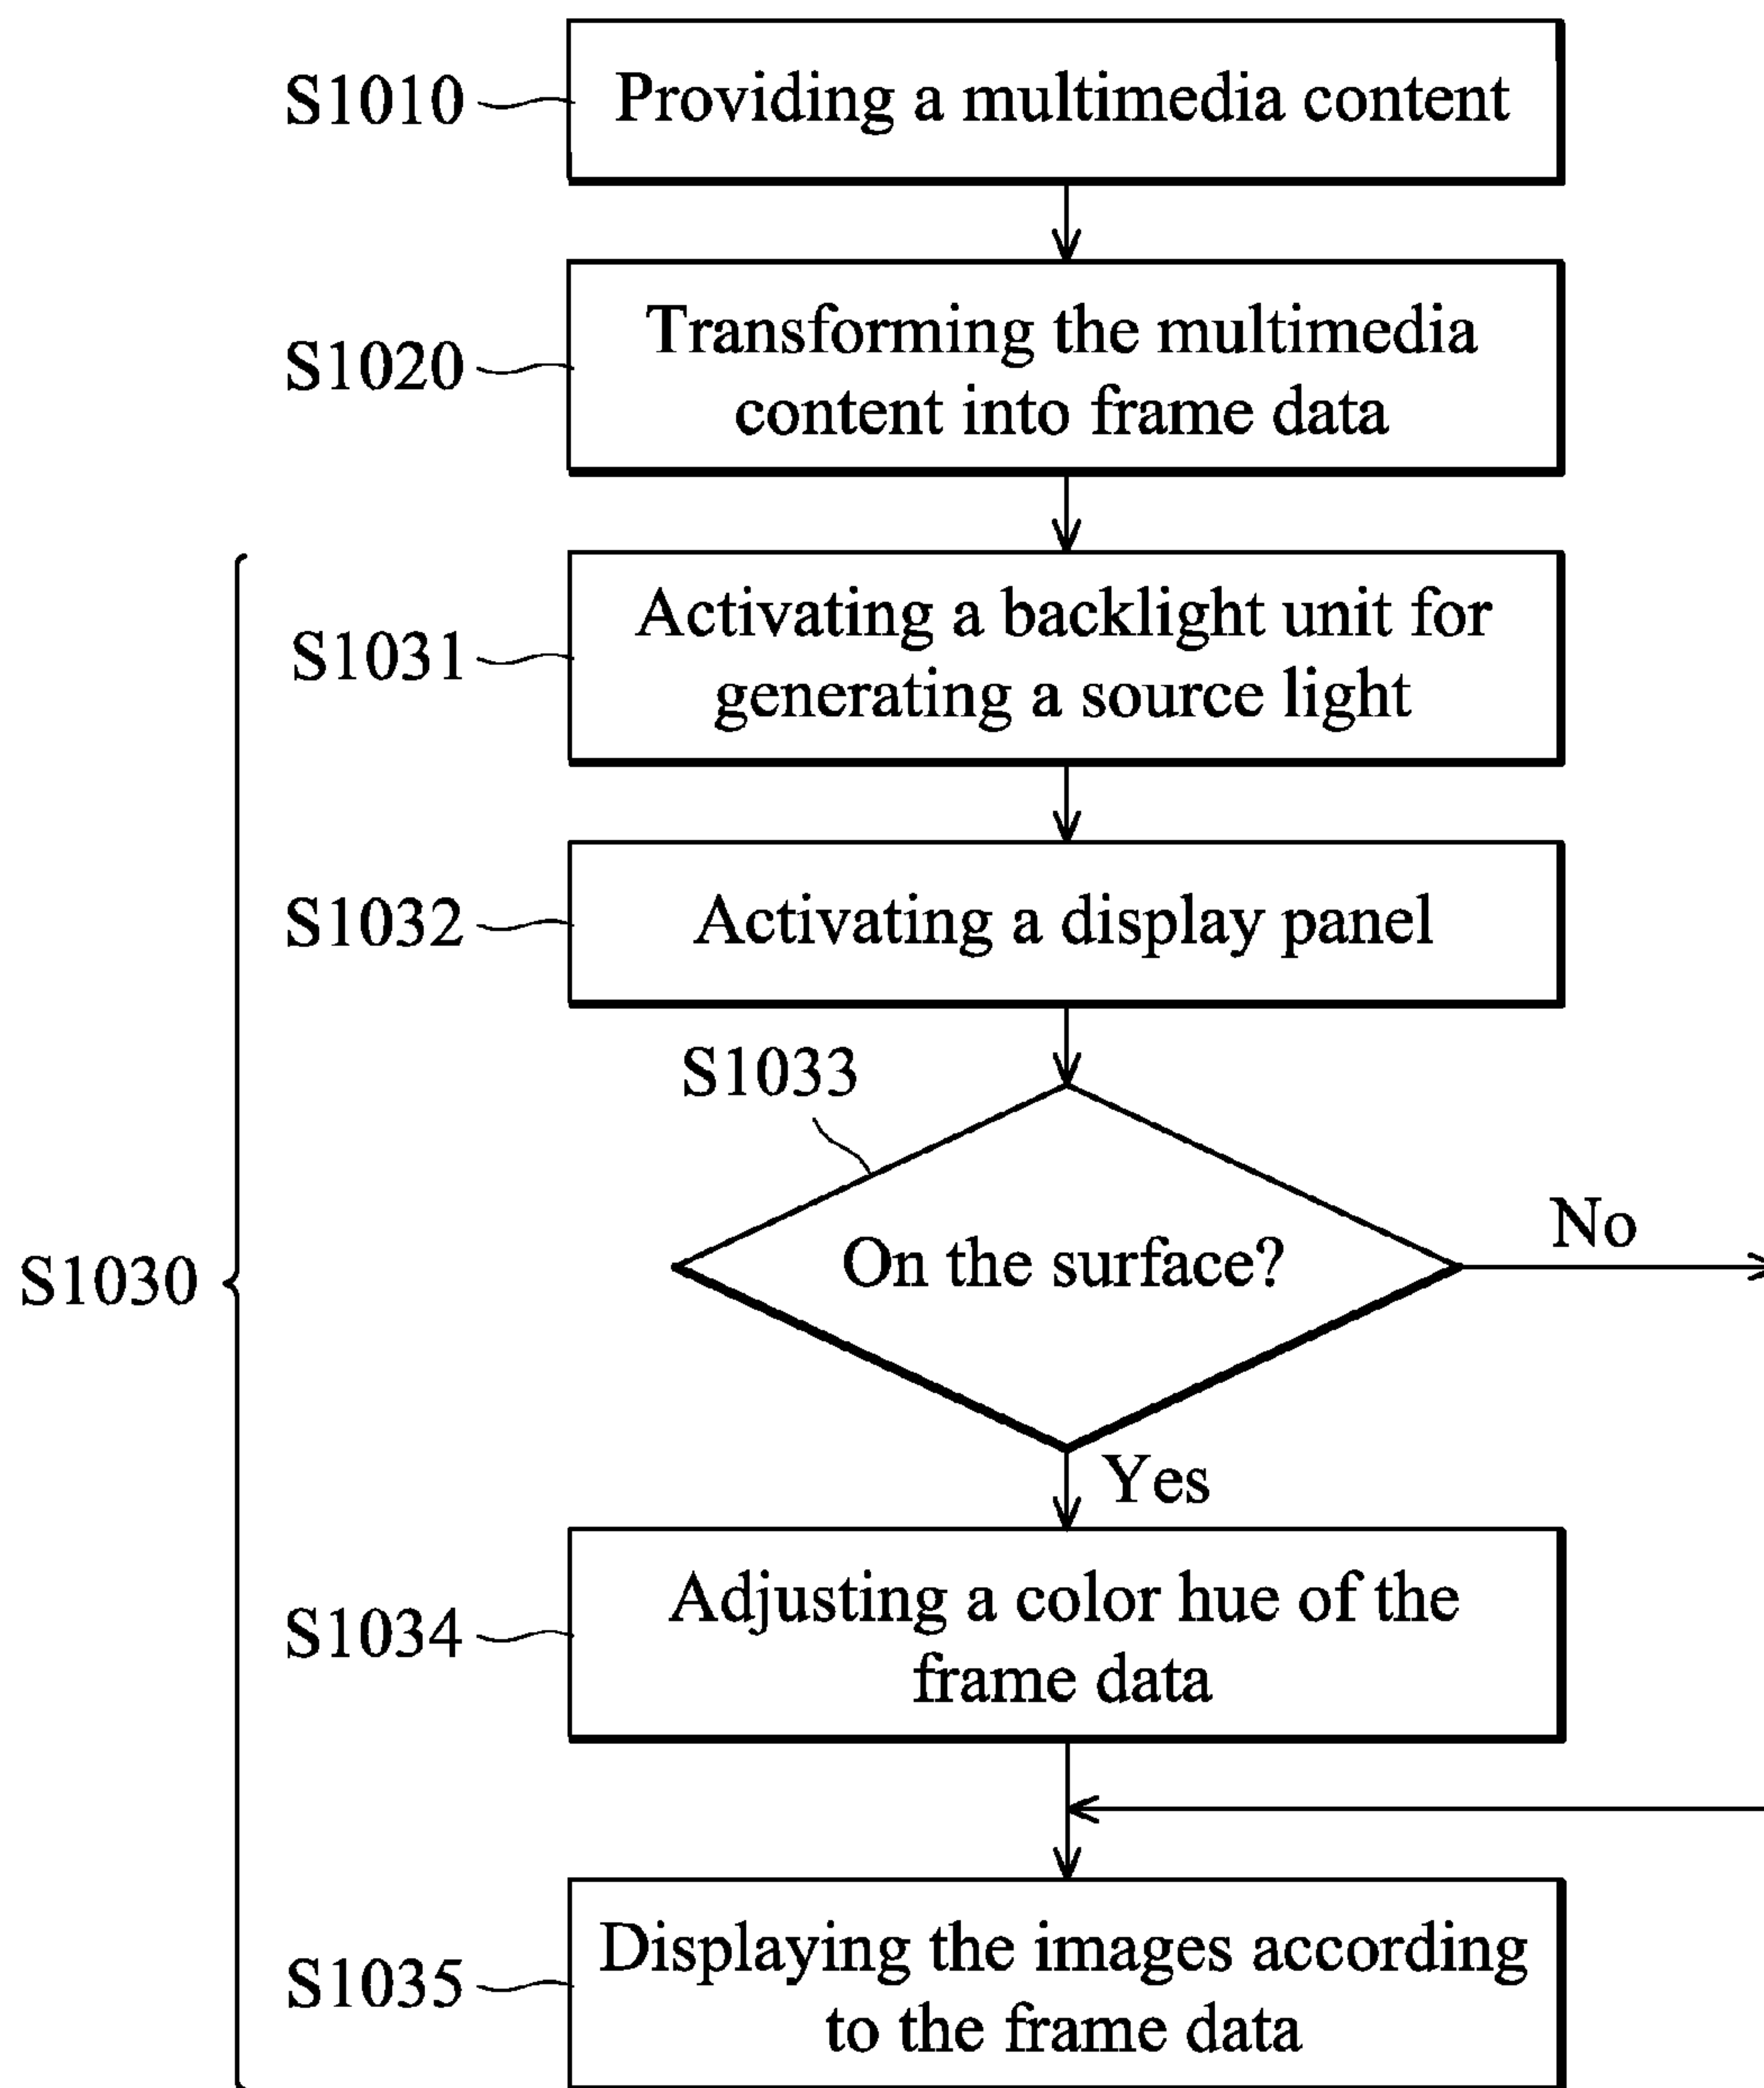 S1010
Providing a multimedia content
S1020
Transforming the multimedia
content into frame data
S1031
Activating a backlight unit for
generating a source light
S1032
Activating a display panel
S1033
On the surface?
No
S1030
Yes
S1034
Adjusting a color hue of the
frame data
S1035
Displaying the images according
to the frame data